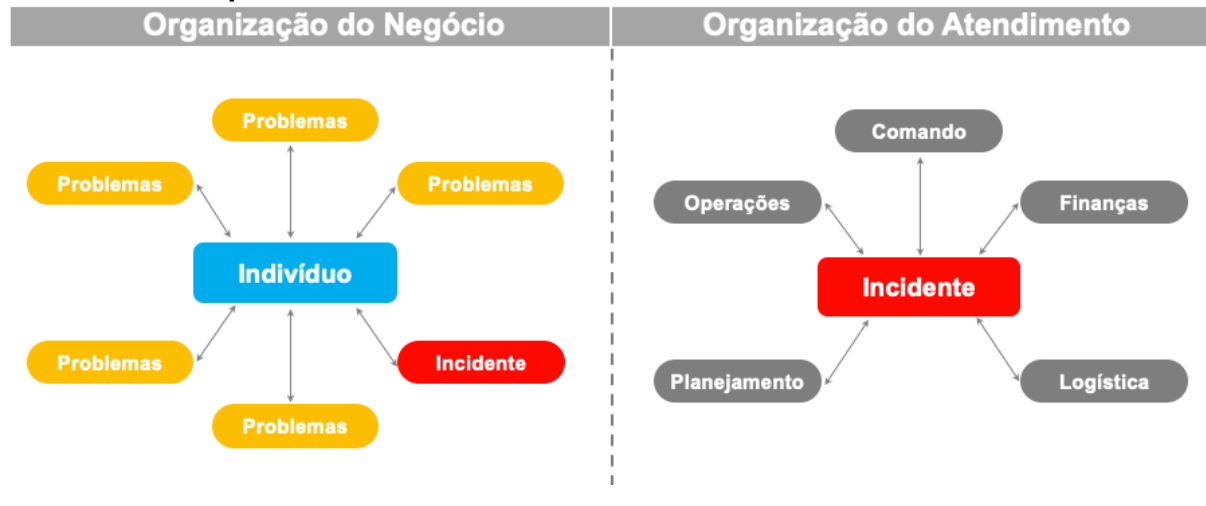 Organização do Negócio
Organização do Atendimento
Problemas
Problemas
Problemas
Indivíduo
Problemas
Incidente
Problemas
Comando
Operações
Finanças
Incidente
Planejamento
Logística